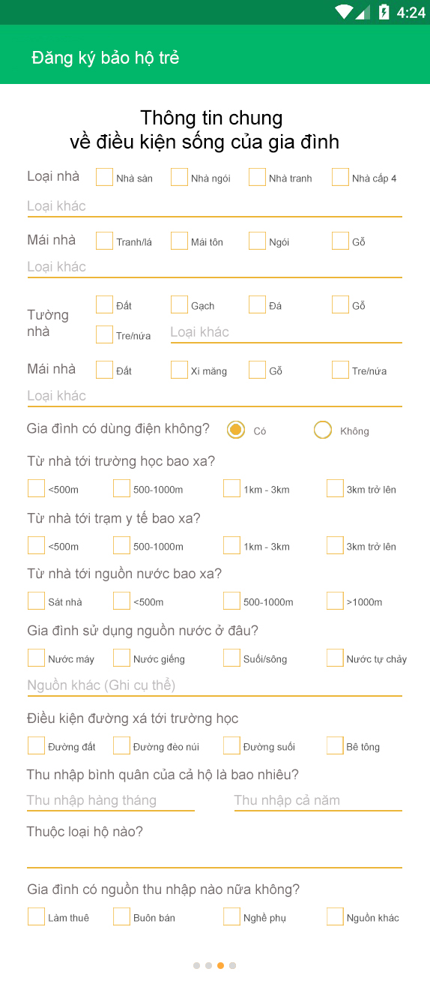 4:24
Đăng ký bảo hộ trẻ
Thông tin chung
về điều kiện sống của gia đình
Loại nhà Nhà sàn Nhà ngói Nhà tranh Nhà cấp 4
Loại khác
Mái nhà Tranh/lá Mái tôn Ngói Gỗ
Loại khác
Tường nhà Đất Gạch Đá Gỗ
Tre/nứa Loại khác
Mái nhà Đất Xi măng Gỗ Tre/nứa
Loại khác
Gia đình có dùng điện không? Có Không
Từ nhà tới trường học bao xa?
<500m 500-1000m 1km - 3km 3km trở lên
Từ nhà tới trạm y tế bao xa?
<500m 500-1000m 1km - 3km 3km trở lên
Từ nhà tới nguồn nước bao xa?
Sát nhà <500m 500-1000m >1000m
Gia đình sử dụng nguồn nước ở đâu?
Nước máy Nước giếng Suối/sông Nước tự chảy
Nguồn khác (Ghi cụ thể)
Điều kiện đường xá tới trường học
Đường đất Đường đèo núi Đường suối Bê tông
Thu nhập bình quân của cả hộ là bao nhiêu?
Thu nhập hàng tháng Thu nhập cả năm
Thuộc loại hộ nào?
Gia đình có nguồn thu nhập nào nữa không?
Làm thuê Buôn bán Nghề phụ Nguồn khác